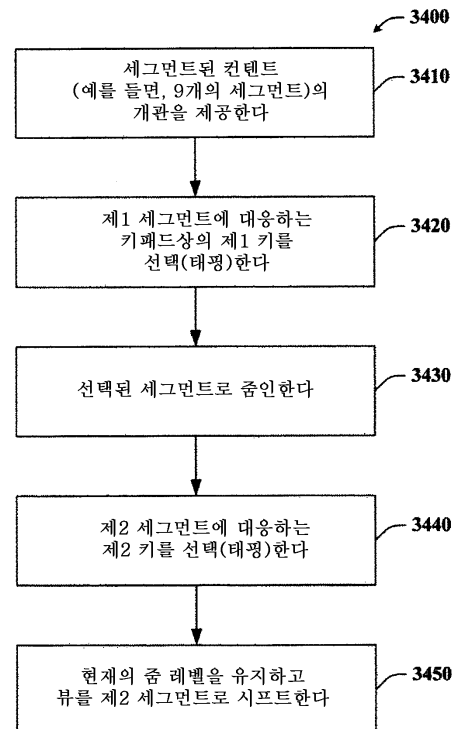 3400
세그먼트된 컨텐트
(예를 들면, 9개의 세그먼트)의
개관을 제공한다
3410
제1 세그먼트에 대응하는
키패드상의 제1 키를
선택(태핑)한다
3420
선택된 세그먼트로 줌인한다
3430
제2 세그먼트에 대응하는
제2 키를 선택(태핑)한다
3440
현재의 줌 레벨을 유지하고
뷰를 제2 세그먼트로 시프트한다
3450